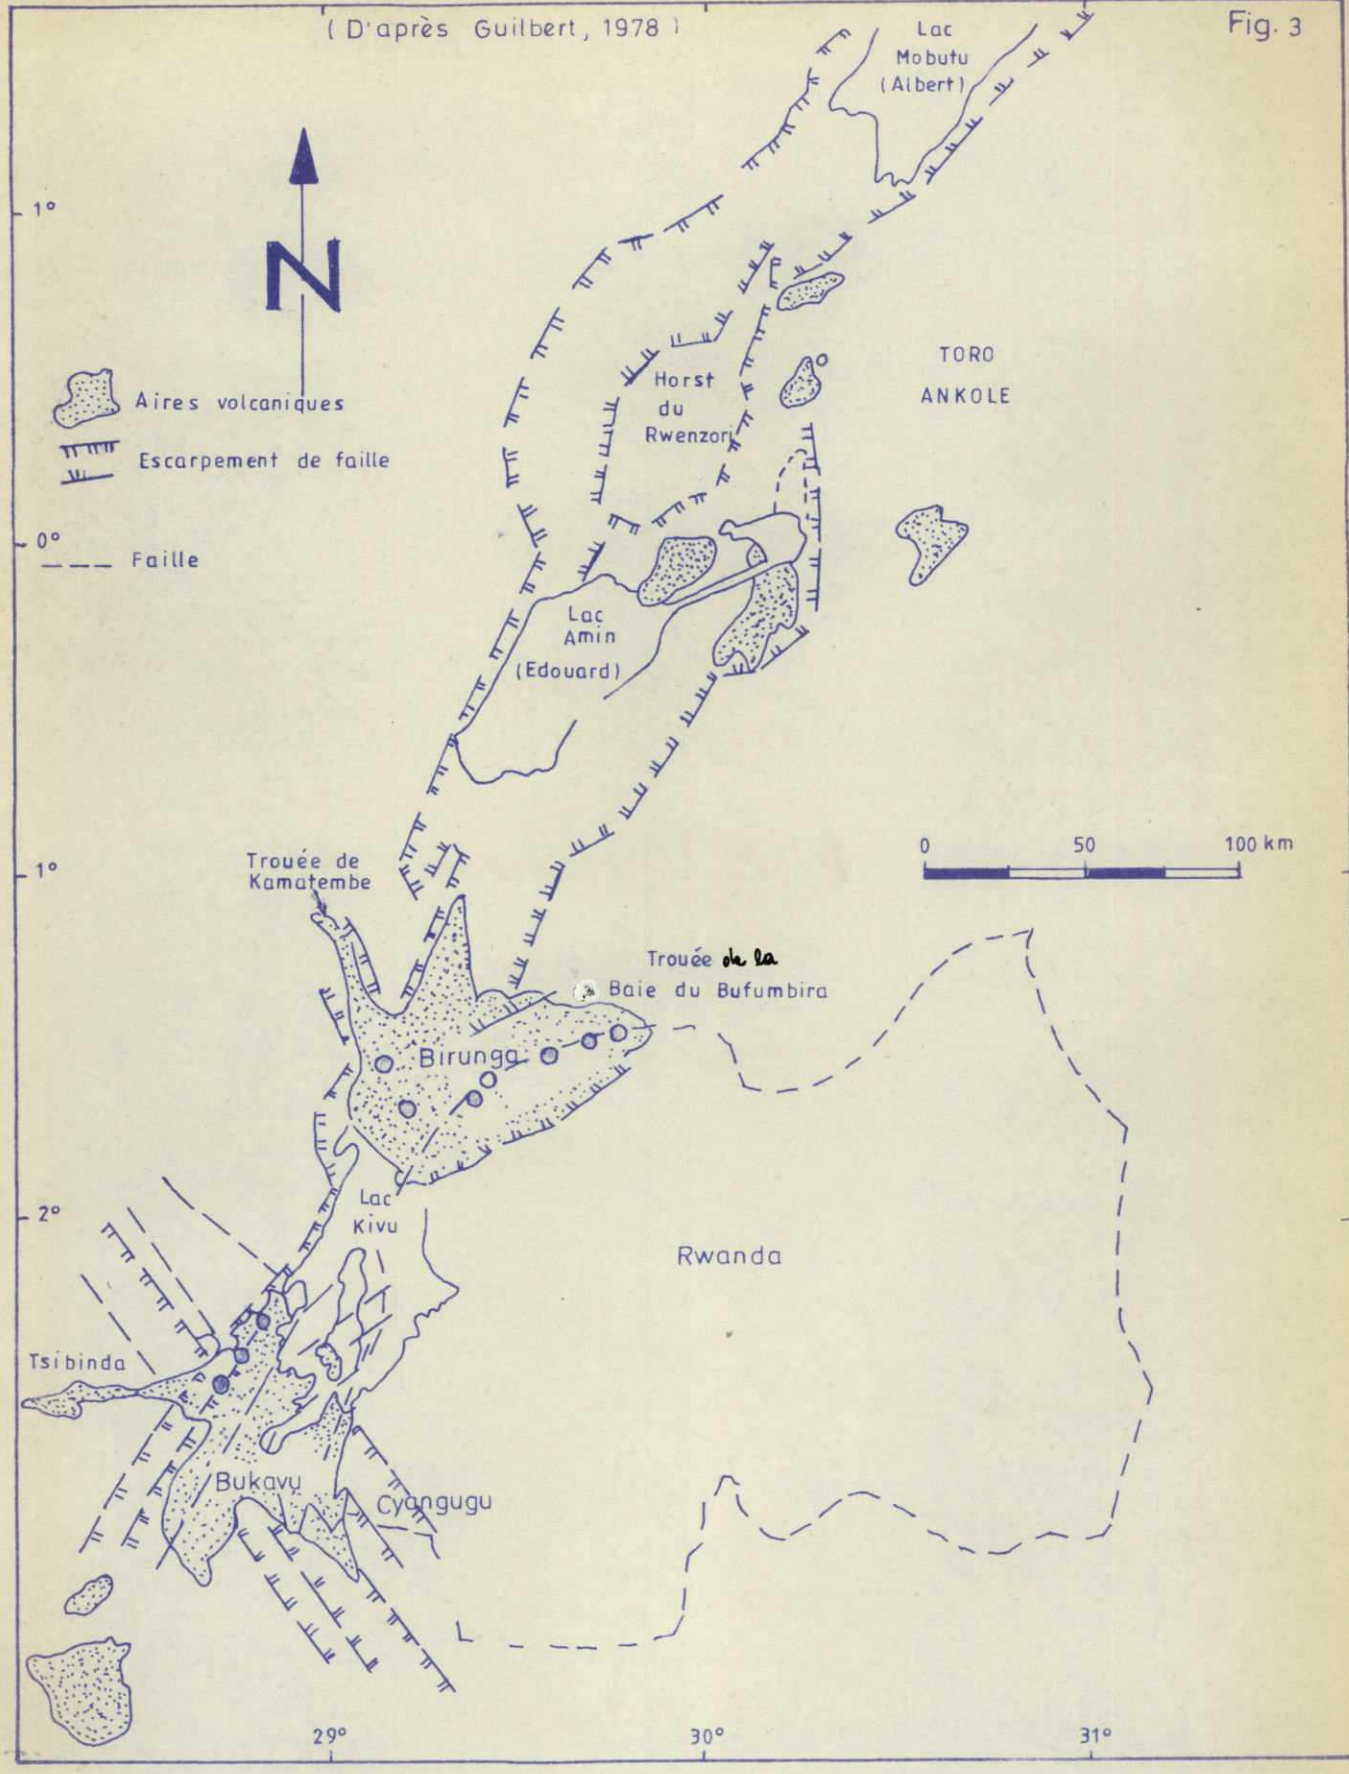 ( D'après Guilbert, 1978 )
Fig. 3
Lac
Mobutu
(Albert)
1°
N
Aires volcaniques
Escarpement de faille
Faille
0°
TORO
ANKOLE
Horst
du
Rwenzori
Lac
Amin
(Edouard)
0 50 100 km
1°
Trouée de
Kamatembe
Trouée de la
Baie du Bufumbira
Birunga
2°
Lac
Kivu
Rwanda
Tsibinda
Bukavu
Cyangugu
29° 30° 31°